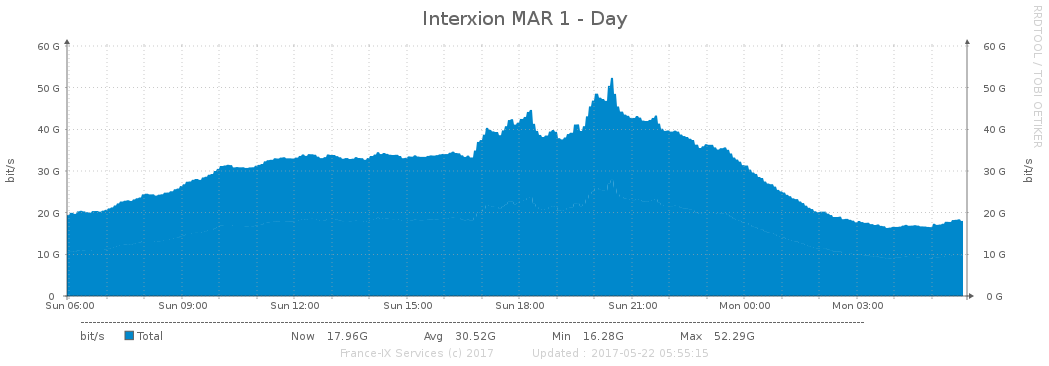 Interxion MAR 1 - Day
RRDTOOL / TOBI OETIKER
bit/s
60 G
50 G
40 G
30 G
20 G
10 G
0
60 G
50 G
40 G
30 G
20 G
10 G
0 G
bit/s
Sun 06:00 Sun 09:00 Sun 12:00 Sun 15:00 Sun 18:00 Sun 21:00 Mon 00:00 Mon 03:00
bit/s Total Now 17.96G Avg 30.52G Min 16.28G Max 52.29G
France-IX Services (c) 2017 Updated : 2017-05-22 05:55:15